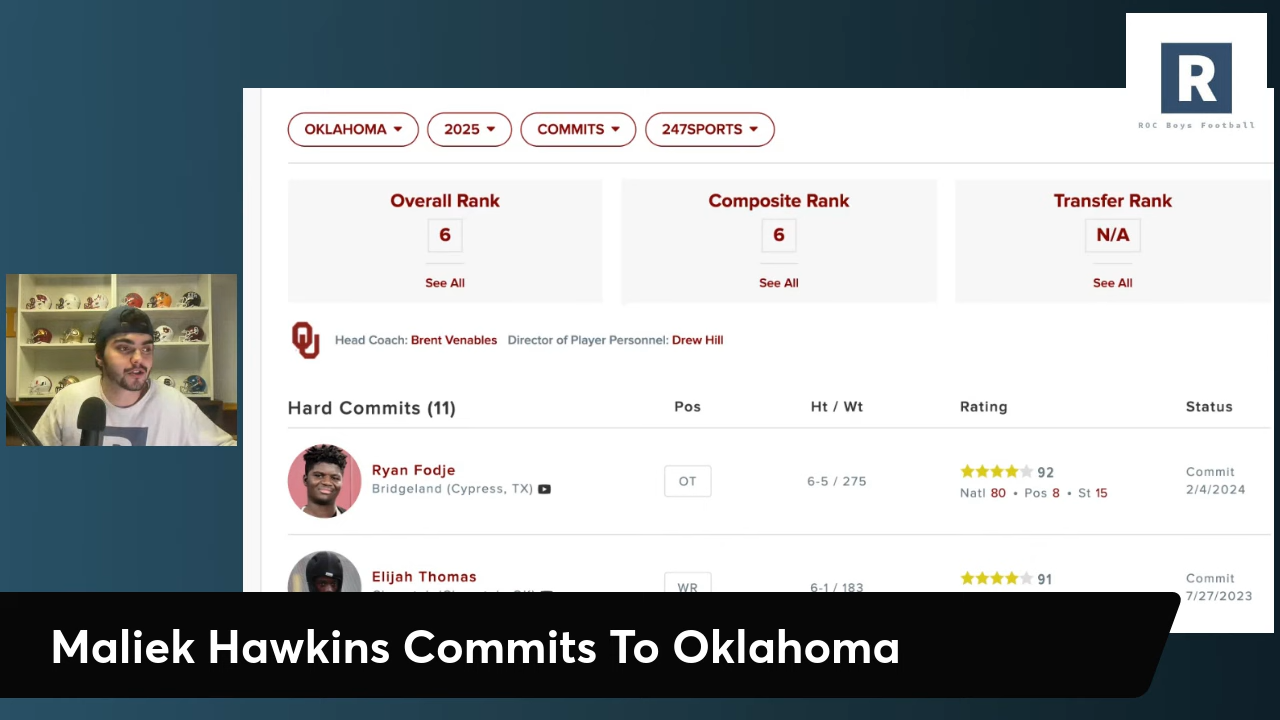 R
ROC Boys Football
OKLAHOMA 2025 COMMITS 247SPORTS
Overall Rank Composite Rank Transfer Rank
6 6 N/A
See All See All See All
OU Head Coach: Brent Venables Director of Player Personnel: Drew Hill
Hard Commits (11) Pos Ht / Wt Rating Status
Ryan Fodje
Bridgeland (Cypress, TX) OT 6-5 / 275 92 Commit
Natl 80 • Pos 8 • St 15 2/4/2024
Elijah Thomas WR 6-1 / 183 91 Commit
7/27/2023
Maliek Hawkins Commits To Oklahoma